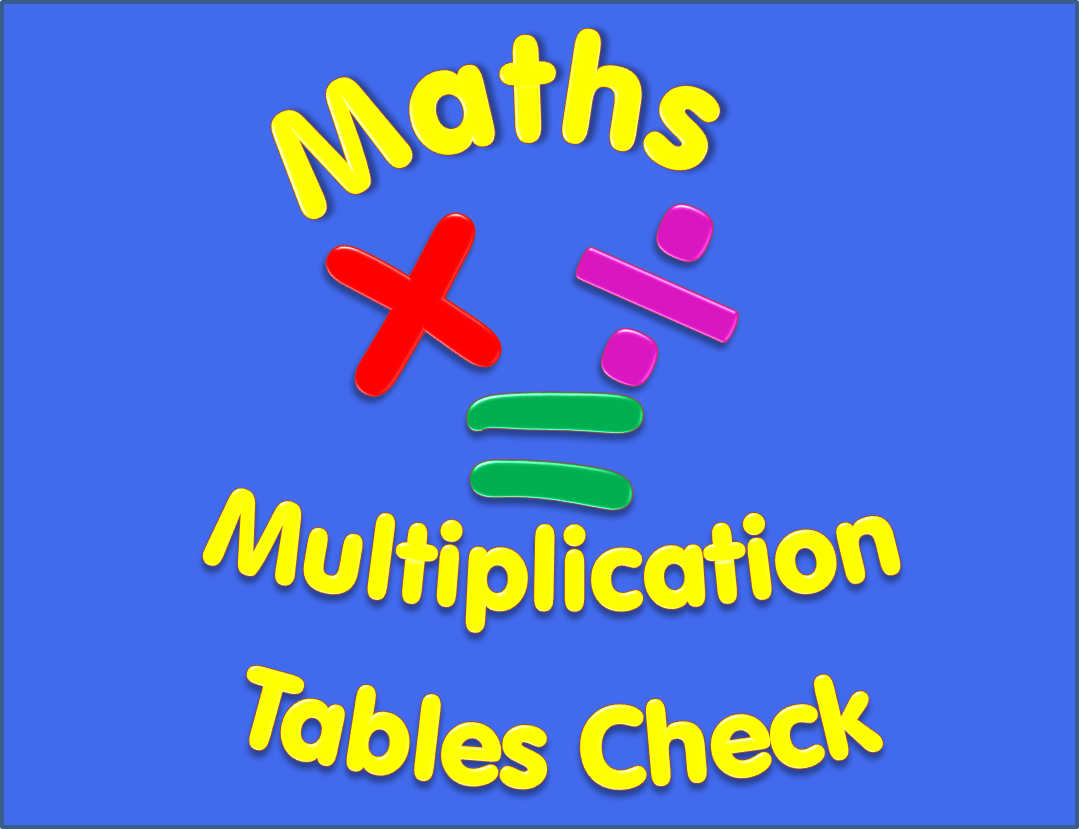 Maths
× ÷
=
Multiplication
Tables Check